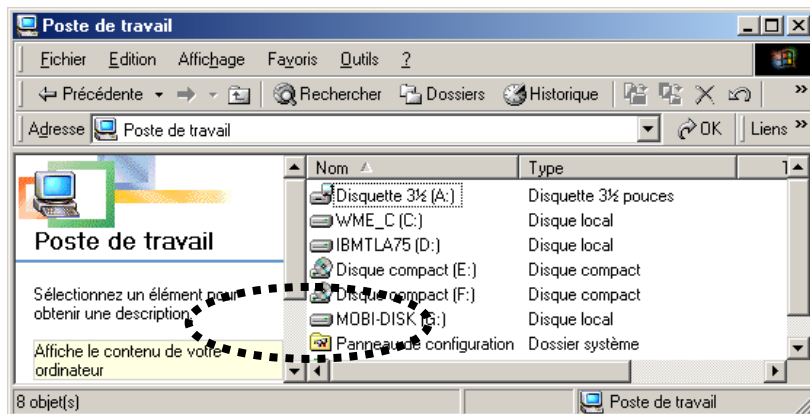 Poste de travail
Fichier Edition Affichage Favoris Outils ?
Précédente Rechercher Dossiers Historique »
Adresse Poste de travail OK Liens »
Nom Type
Disquette 3½ (A:) Disquette 3½ pouces
WME_C (C:) Disque local
IBMTLA75 (D:) Disque local
Disque compact (E:) Disque compact
Disque compact (F:) Disque compact
MOBI-DISK (G:) Disque local
Panneau de configuration Dossier système
Poste de travail
Sélectionnez un élément pour
obtenir une description.
Affiche le contenu de votre
ordinateur
8 objet(s) Poste de travail